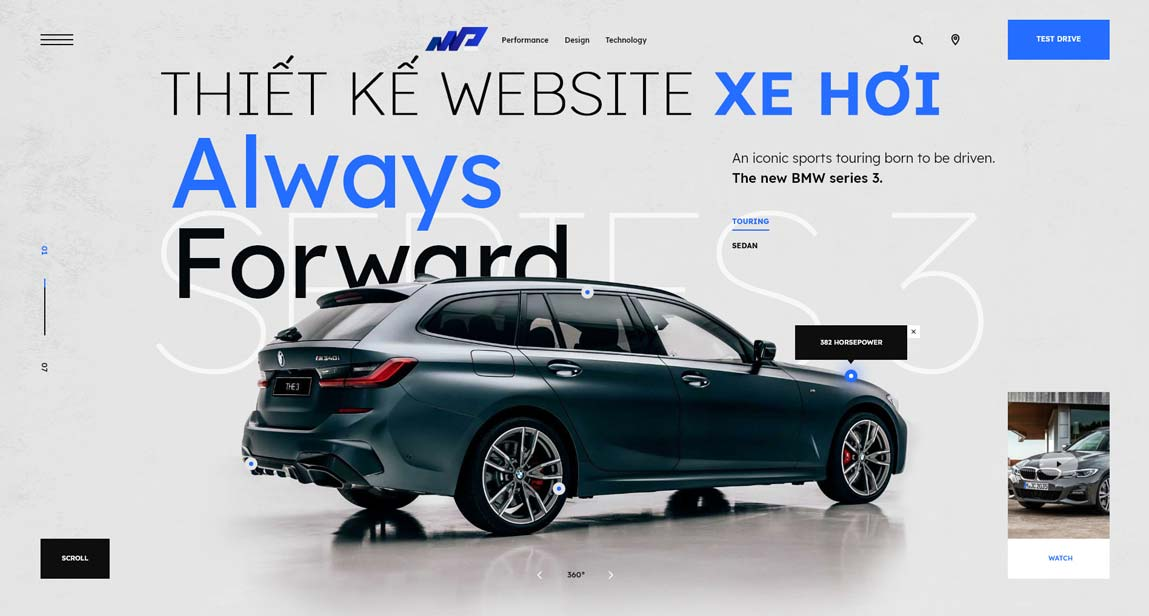 Performance
Design
Technology
TEST DRIVE
THIẾT KẾ WEBSITE XE HƠI
Always
Forward
SERIES 3
An iconic sports touring born to be driven.
The new BMW series 3.
TOURING
SEDAN
01
07
382 HORSEPOWER
M340i
THE 3
SCROLL
360°
WATCH